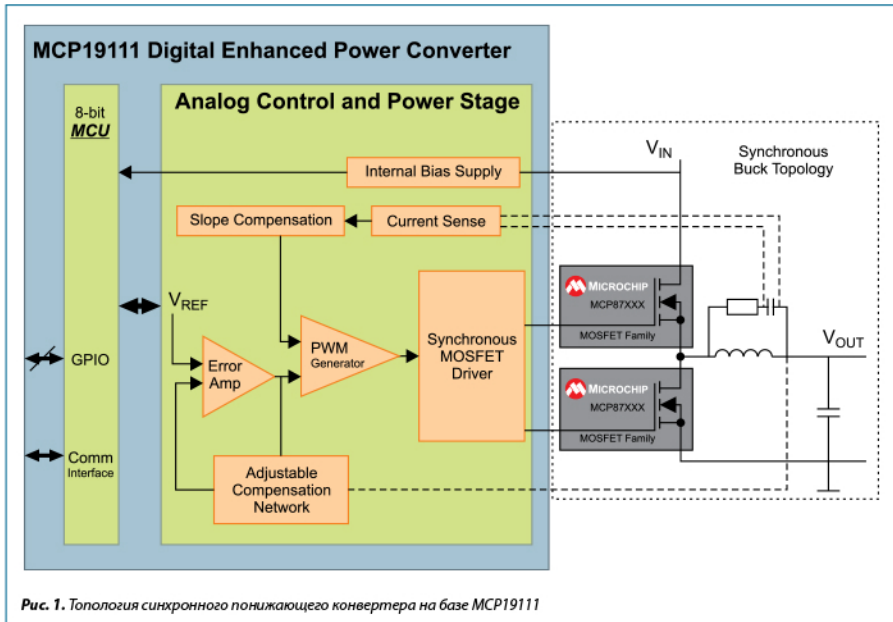 MCP19111 Digital Enhanced Power Converter
8-bit
MCU
Analog Control and Power Stage
Internal Bias Supply
Slope Compensation
Current Sense
VREF
Error
Amp
PWM
Generator
Synchronous
MOSFET
Driver
Adjustable
Compensation
Network
GPIO
Comm
Interface
VIN
Synchronous
Buck Topology
MICROCHIP
MCP87XXX
MOSFET Family
VOUT
MICROCHIP
MCP87XXX
MOSFET Family
Рис. 1. Топология синхронного понижающего конвертера на базе MCP19111